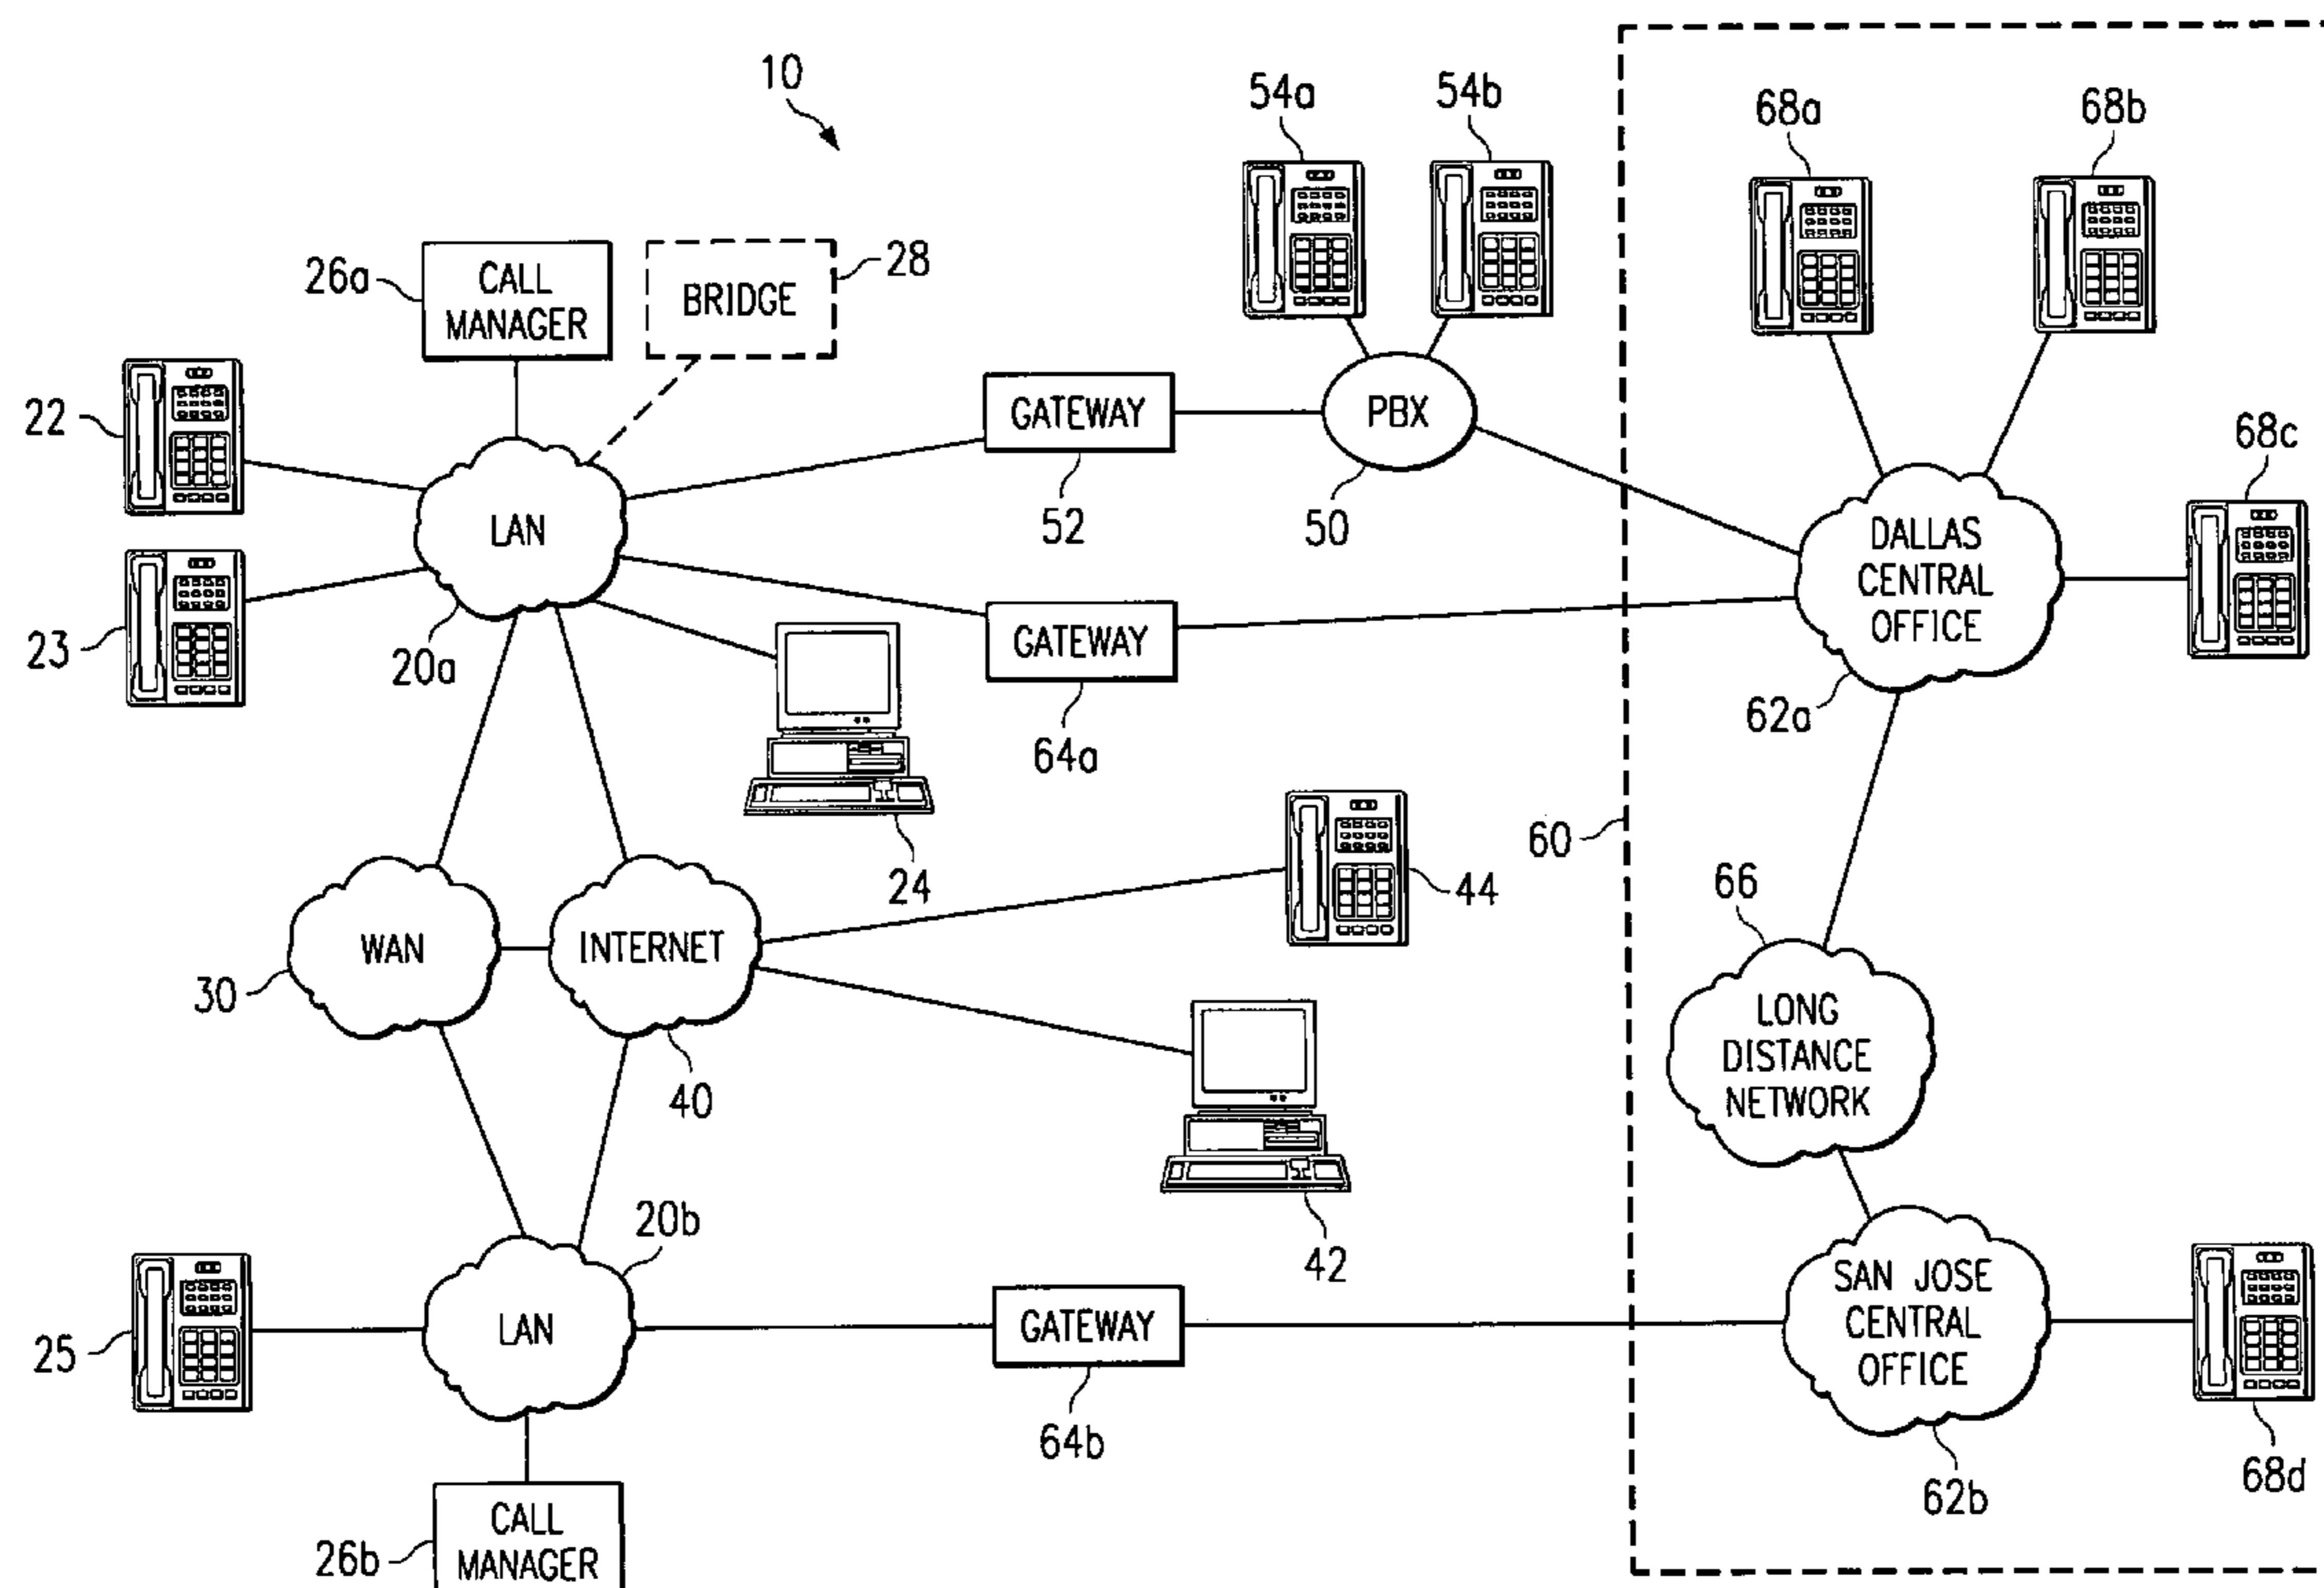 10
54a
54b
68a
68b
26a
CALL
MANAGER
BRIDGE
28
22
GATEWAY
PBX
68c
LAN
52
50
DALLAS
CENTRAL
OFFICE
23
20a
GATEWAY
62a
64a
60
24
44
66
WAN
INTERNET
30
LONG
DISTANCE
NETWORK
40
20b
42
SAN JOSE
CENTRAL
OFFICE
25
LAN
GATEWAY
64b
62b
68d
26b
CALL
MANAGER